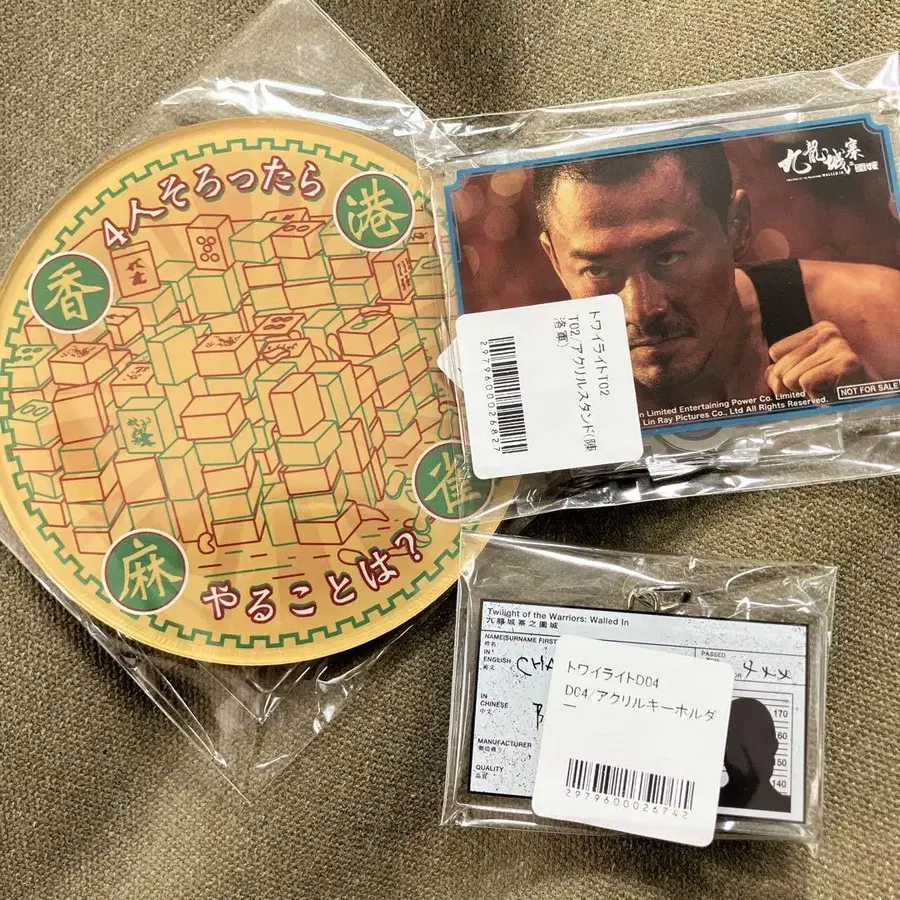 4人そろったら
香
港
麻
雀
やることは?
九龍城寨
圍城
トワイライトT02
T02/アクリルスタンド(陳
洛軍)
2979600026827
n Limited Entertaining Power Co. Limited
Lin Ray Pictures Co., Ltd All Rights Reserved.
NOT FOR SALE
Twilight of the Warriors: Walled In
九龍城寨之圍城
NAME(SURNAME FIRST
姓名
IN
ENGLISH
英文
CHA
PASSED
OR 4xx
IN
CHINESE
中文
MANUFACTURER
QUALITY
品質
170
60
150
140
トワイライトD04
D04/アクリルキーホルダ
ー
2979600026742